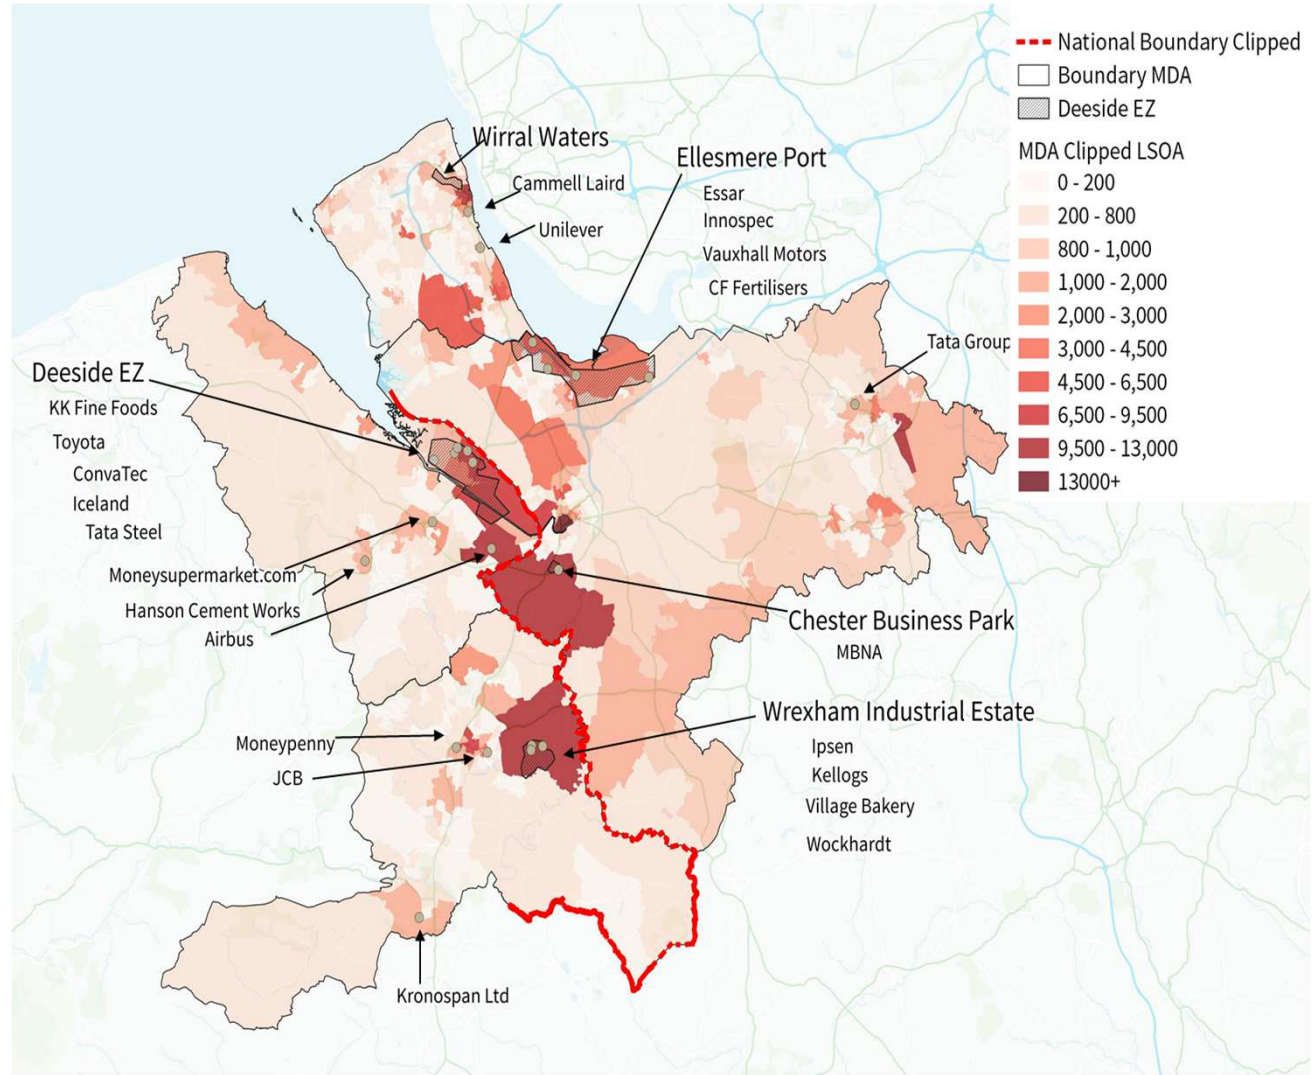 National Boundary Clipped
Boundary MDA
Deeside EZ
MDA Clipped LSOA
0 - 200
200 - 800
800 - 1,000
1,000 - 2,000
2,000 - 3,000
3,000 - 4,500
4,500 - 6,500
6,500 - 9,500
9,500 - 13,000
13000+
Wirral Waters
Cammell Laird
Unilever
Ellesmere Port
Essar
Innospec
Vauxhall Motors
CF Fertilisers
Tata Group
Deeside EZ
KK Fine Foods
Toyota
ConvaTec
Iceland
Tata Steel
Moneysupermarket.com
Hanson Cement Works
Airbus
Chester Business Park
MBNA
Wrexham Industrial Estate
Ipsen
Kellogs
Village Bakery
Wockhardt
Moneypenny
JCB
Kronospan Ltd